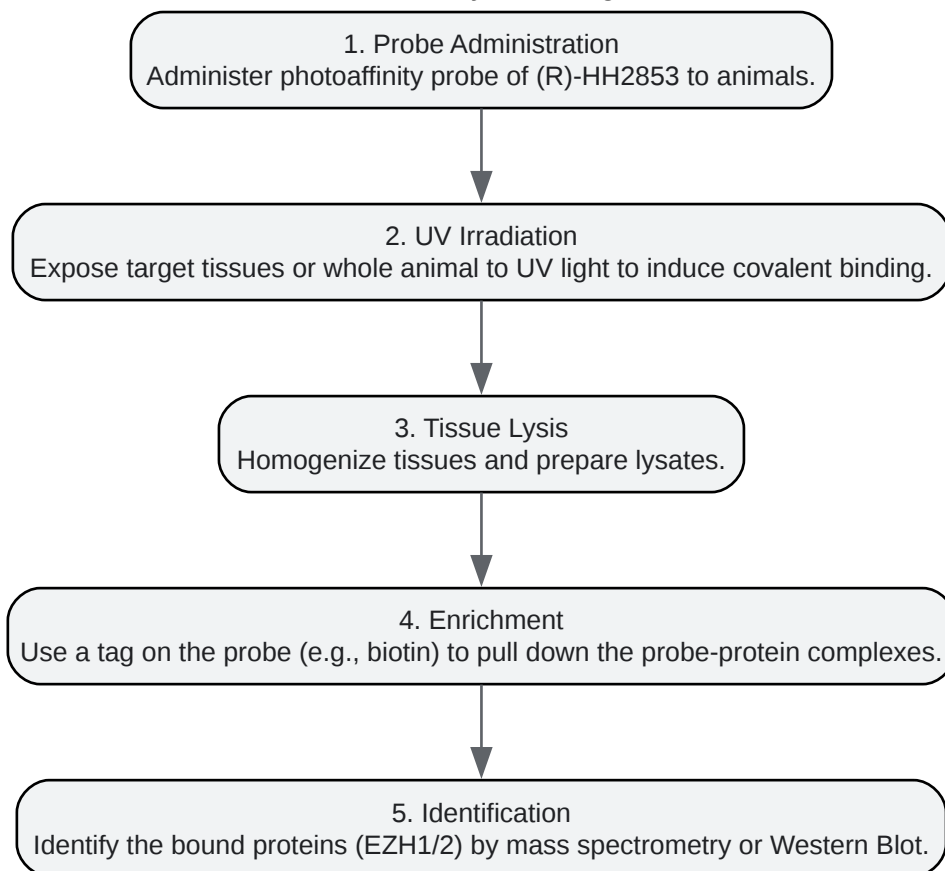 1. Probe Administration
Administer photoaffinity probe of (R)-HH2853 to animals.
2. UV Irradiation
Expose target tissues or whole animal to UV light to induce covalent binding.
3. Tissue Lysis
Homogenize tissues and prepare lysates.
4. Enrichment
Use a tag on the probe (e.g., biotin) to pull down the probe-protein complexes.
5. Identification
Identify the bound proteins (EZH1/2) by mass spectrometry or Western Blot.